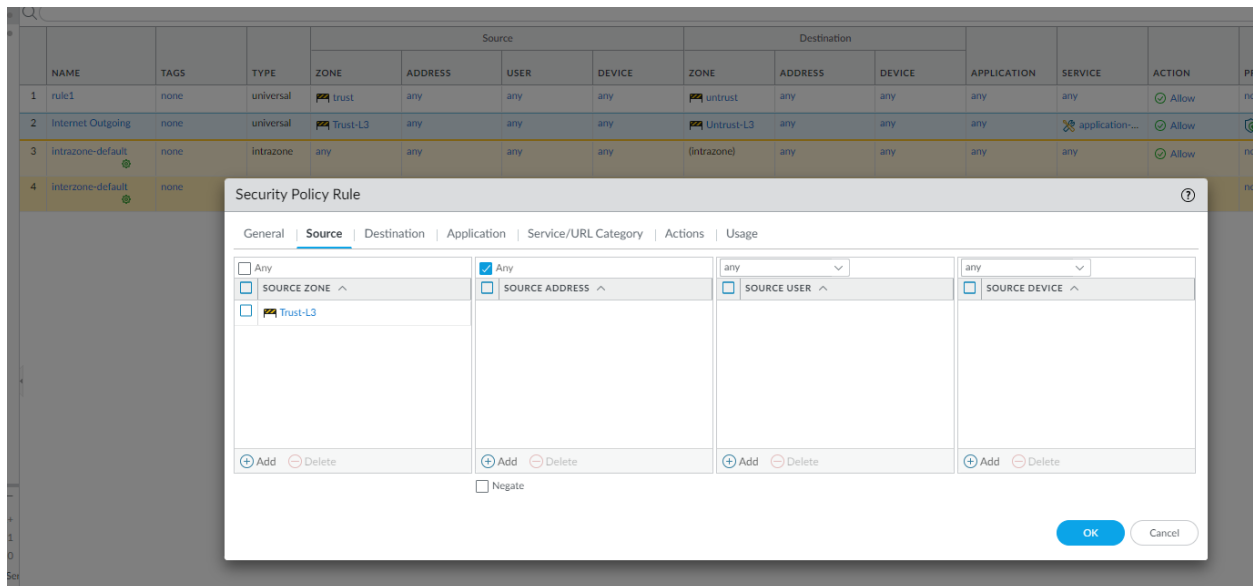 Source Destination
NAME TAGS TYPE ZONE ADDRESS USER DEVICE ZONE ADDRESS DEVICE APPLICATION SERVICE ACTION
1 rule1 none universal trust any any any untrust any any any any Allow
2 Internet Outgoing none universal Trust-L3 any any any Untrust-L3 any any any application-... Allow
3 intrazone-default none intrazone any any any any (intrazone) any any any any Allow
4 interzone-default none
Security Policy Rule
General | Source | Destination | Application | Service/URL Category | Actions | Usage
Any Any any any
SOURCE ZONE SOURCE ADDRESS SOURCE USER SOURCE DEVICE
Trust-L3
Add Delete Add Delete Add Delete Add Delete
Negate
OK Cancel